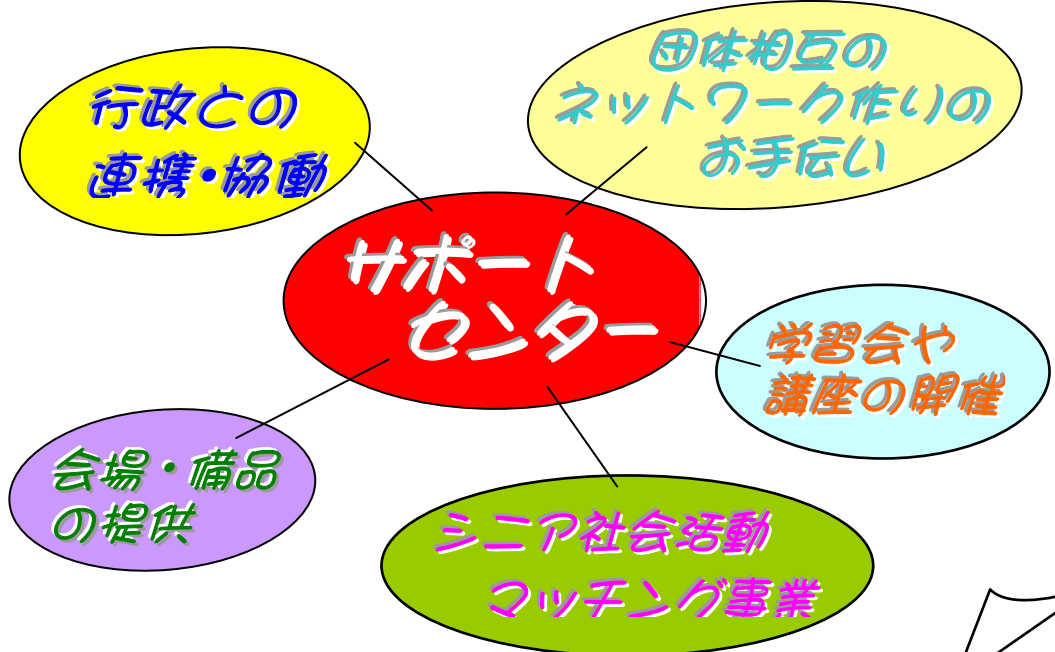 行政との
連携・協働
団体相互の
ネットワーク作りの
お手伝い
サポート
センター
学習会や
講座の開催
会場・備品
の提供
シニア社会活動
マッチング事業